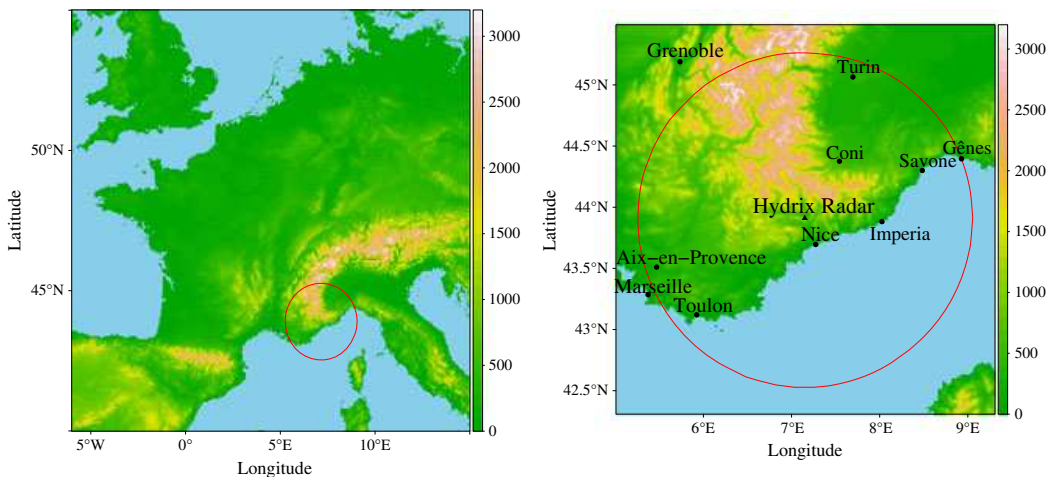 50°N
45°N
Latitude
5°W
0°E
5°E
10°E
Longitude
3000
2500
2000
1500
1000
500
0
45°N
44.5°N
44°N
43.5°N
43°N
42.5°N
Latitude
Grenoble
Turin
Coni
Gênes
Savone
Hydrix Radar
Nice
Imperia
Aix−en−Provence
Marseille
Toulon
6°E
7°E
8°E
9°E
Longitude
3000
2500
2000
1500
1000
500
0